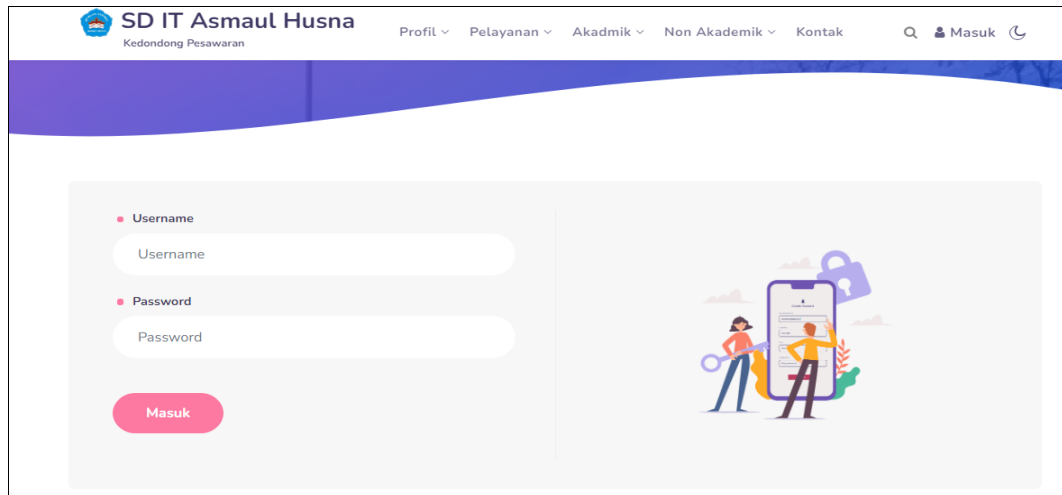 SD IT Asmaul Husna
Kedondong Pesawaran
Profil Pelayanan Akadmik Non Akademik Kontak Masuk
Username
Username
Password
Password
Masuk